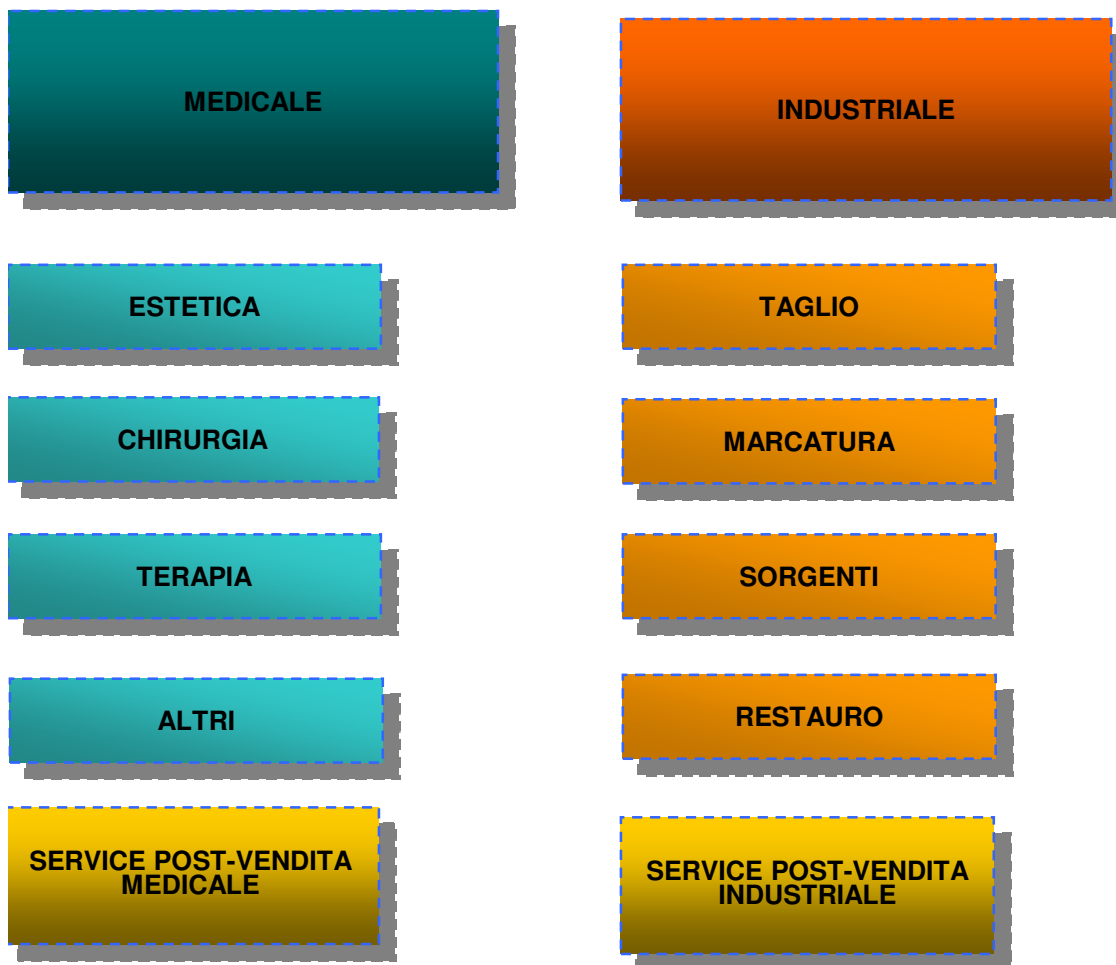 MEDICALE
INDUSTRIALE
ESTETICA
TAGLIO
CHIRURGIA
MARCATURA
TERAPIA
SORGENTI
ALTRI
RESTAURO
SERVICE POST-VENDITA
MEDICALE
SERVICE POST-VENDITA
INDUSTRIALE